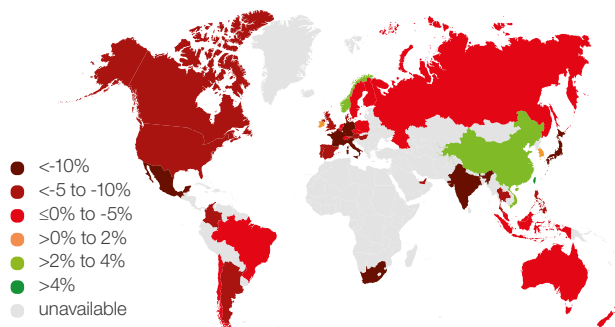 <-10%
<-5 to -10%
≤0% to -5%
>0% to 2%
>2% to 4%
>4%
unavailable